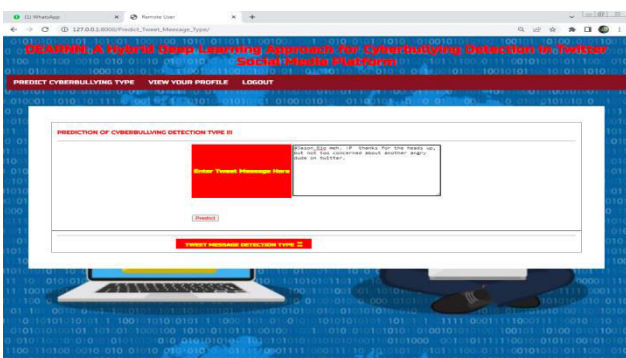 (1) WhatsApp
Remote User
127.0.0.1:8000/Predict_Tweet_Message_Type/
DEARNN: A Hybrid Deep Learning Approach for Cyberbullying Detection in Twitter
Social Media Platform
PREDICT CYBERBULLYING TYPE VIEW YOUR PROFILE LOGOUT
PREDICTION OF CYBERBULLVING DETECTION TYPE !!!
Enter Tweet Message Here
meh. :P thanks for the heads up,
but not too concerned about another angry
dude on twitter.
Predict
TWEET MESSAGE DETECTION TYPE